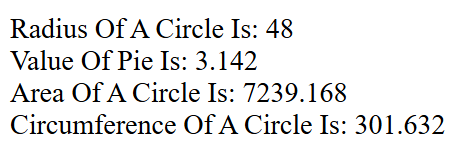 Radius Of A Circle Is: 48
Value Of Pie Is: 3.142
Area Of A Circle Is: 7239.168
Circumference Of A Circle Is: 301.632